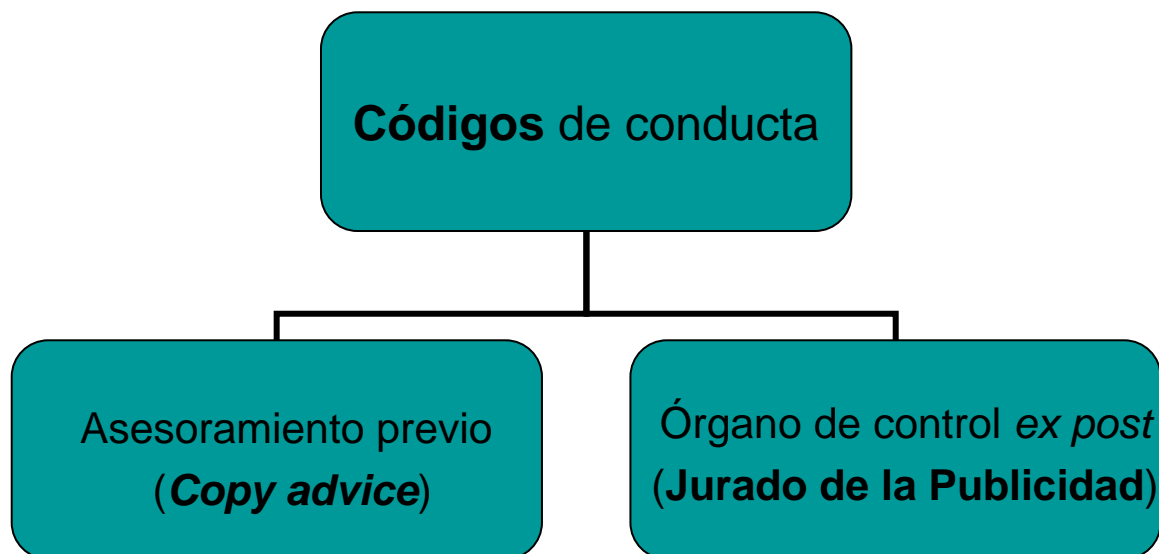 Códigos de conducta
Asesoramiento previo
(Copy advice)
Órgano de control ex post
(Jurado de la Publicidad)